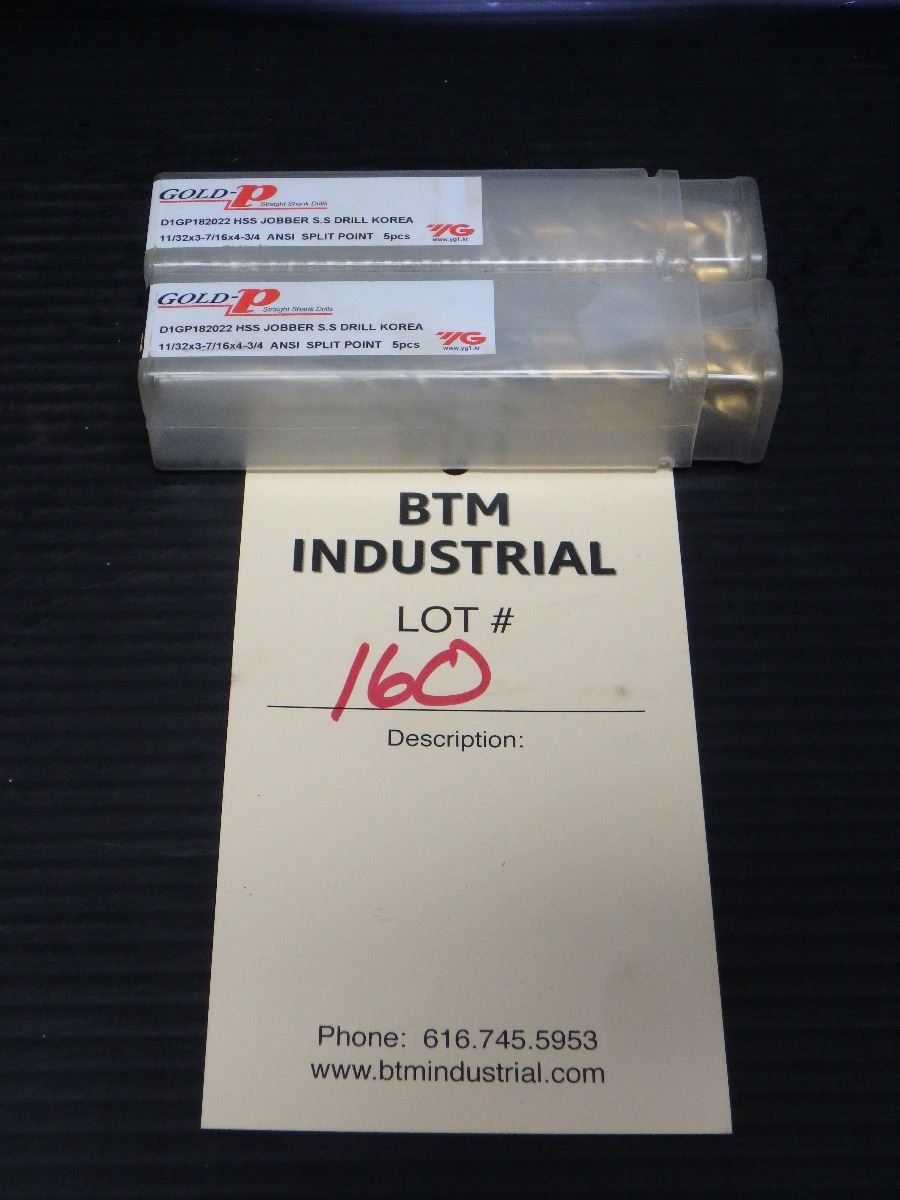 GOLD-P
Straight Shank Drills
D1GP182022 HSS JOBBER S.S DRILL KOREA
11/32x3-7/16x4-3/4 ANSI SPLIT POINT 5pcs
YG
www.yg1.kr
GOLD-P
Straight Shank Drills
D1GP182022 HSS JOBBER S.S DRILL KOREA
11/32x3-7/16x4-3/4 ANSI SPLIT POINT 5pcs
YG
www.yg1.kr
BTM
INDUSTRIAL
LOT #
160
Description:
Phone: 616.745.5953
www.btmindustrial.com